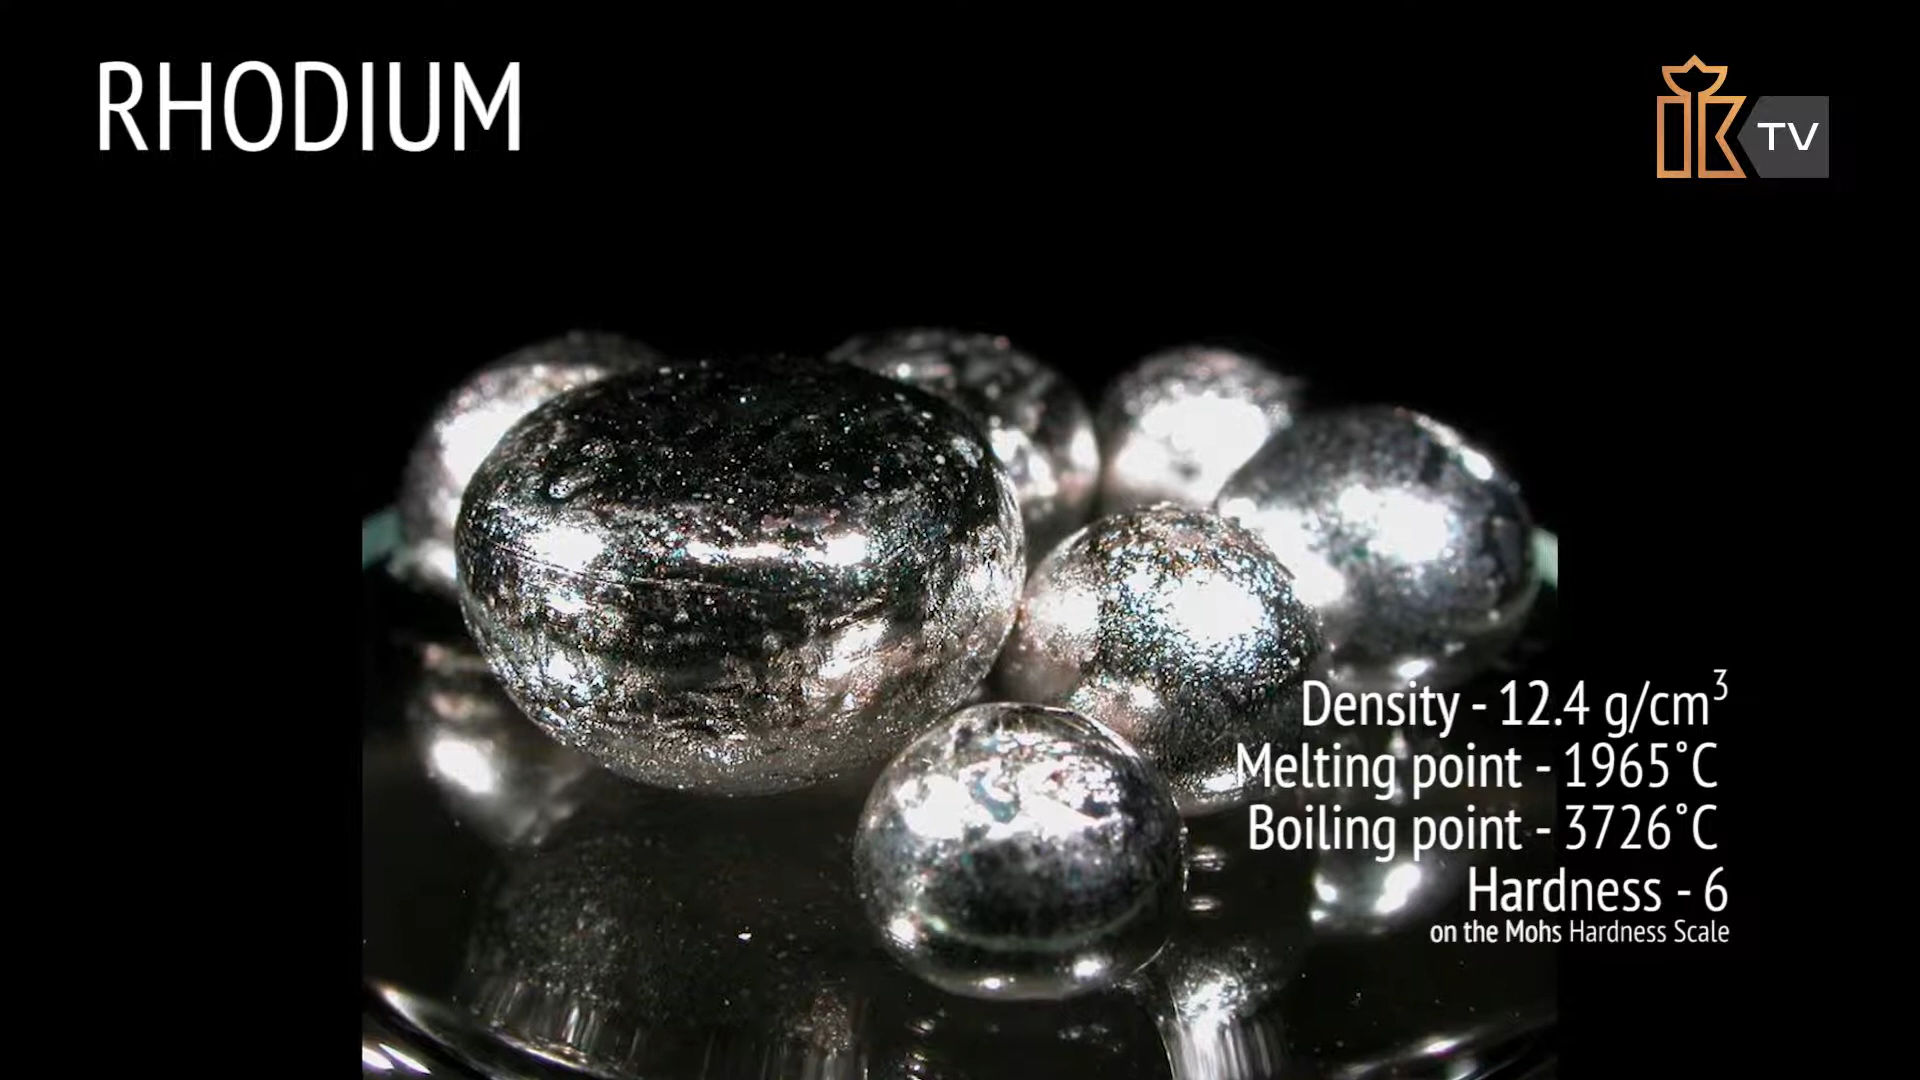 RHODIUM
iK TV
Density - 12.4 g/cm³
Melting point - 1965°C
Boiling point - 3726°C
Hardness - 6
on the Mohs Hardness Scale